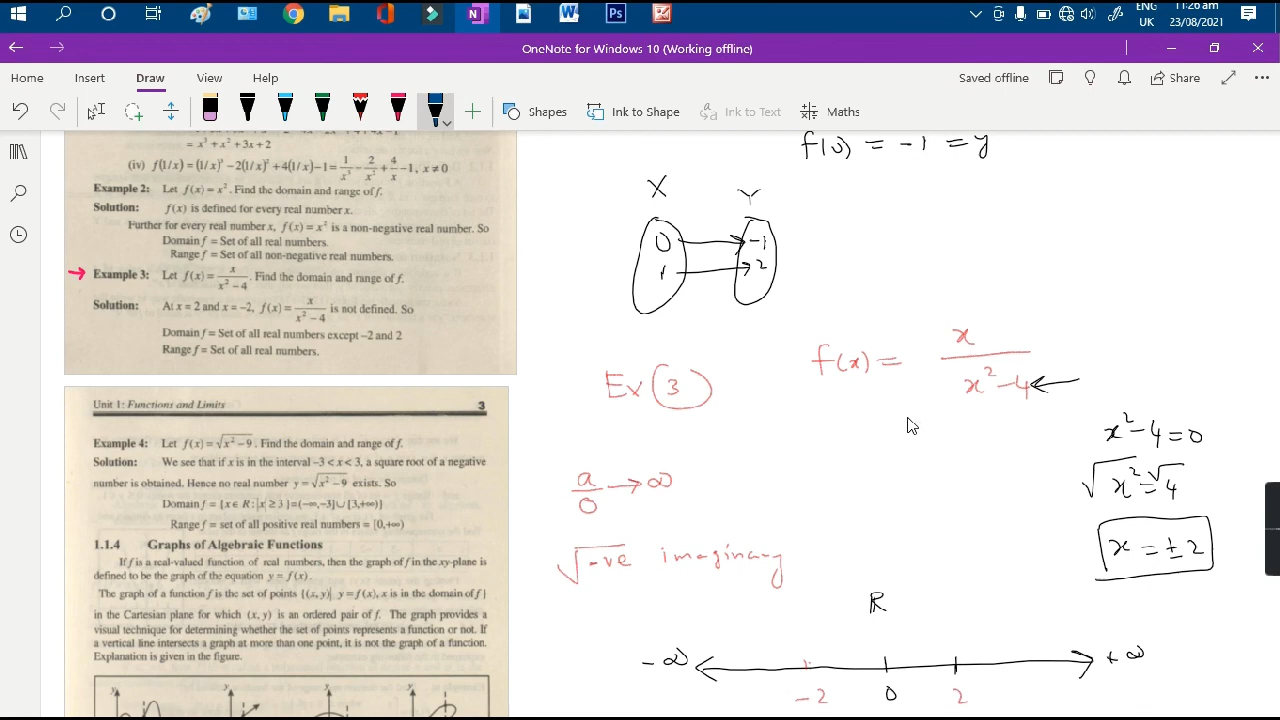 11:26 am
ENG
UK
23/08/2021
OneNote for Windows 10 (Working offline)
Home Insert Draw View Help
Saved offline
Share
Shapes
Ink to Shape
Ink to Text
Maths
= x³ + x² + 3x + 2
(iv) f(1/x) = (1/x)³ − 2(1/x)² + 4(1/x) − 1 = 1/x³ − 2/x² + 4/x − 1, x ≠ 0
Example 2: Let f(x) = x². Find the domain and range of f.
Solution: f(x) is defined for every real number x.
Further for every real number x, f(x) = x² is a non-negative real number. So
Domain f = Set of all real numbers.
Range f = Set of all non-negative real numbers.
Example 3: Let f(x) = x/(x² − 4). Find the domain and range of f.
Solution: At x = 2 and x = −2, f(x) = x/(x² − 4) is not defined. So
Domain f = Set of all real numbers except −2 and 2
Range f = Set of all real numbers.
Unit 1: Functions and Limits 3
Example 4: Let f(x) = √(x² − 9). Find the domain and range of f.
Solution: We see that if x is in the interval −3 < x < 3, a square root of a negative
number is obtained. Hence no real number y = √(x² − 9) exists. So
Domain f = {x ∈ R : |x| ≥ 3} = (−∞, −3] ∪ [3, +∞)
Range f = set of all positive real numbers = [0, +∞)
1.1.4 Graphs of Algebraic Functions
If f is a real-valued function of real numbers, then the graph of f in the xy-plane is
defined to be the graph of the equation y = f(x).
The graph of a function f is the set of points {(x, y)| y = f(x), x is in the domain of f}
in the Cartesian plane for which (x, y) is an ordered pair of f. The graph provides a
visual technique for determining whether the set of points represents a function or not. If
a vertical line intersects a graph at more than one point, it is not the graph of a function.
Explanation is given in the figure.
y y y y
f(0) = −1 = y
X Y
0 → −1
1 → 2
Ex (3)
f(x) = x/(x² − 4) ←
a/0 → ∞
√−ve imaginary
x² − 4 = 0
√x² = √4
x = ± 2
R
−∞ +∞
−2 0 2